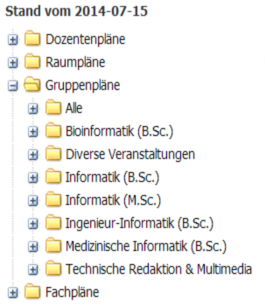 Stand vom 2014-07-15
Dozentenpläne
Raumpläne
Gruppenpläne
Alle
Bioinformatik (B.Sc.)
Diverse Veranstaltungen
Informatik (B.Sc.)
Informatik (M.Sc.)
Ingenieur-Informatik (B.Sc.)
Medizinische Informatik (B.Sc.)
Technische Redaktion & Multimedia
Fachpläne